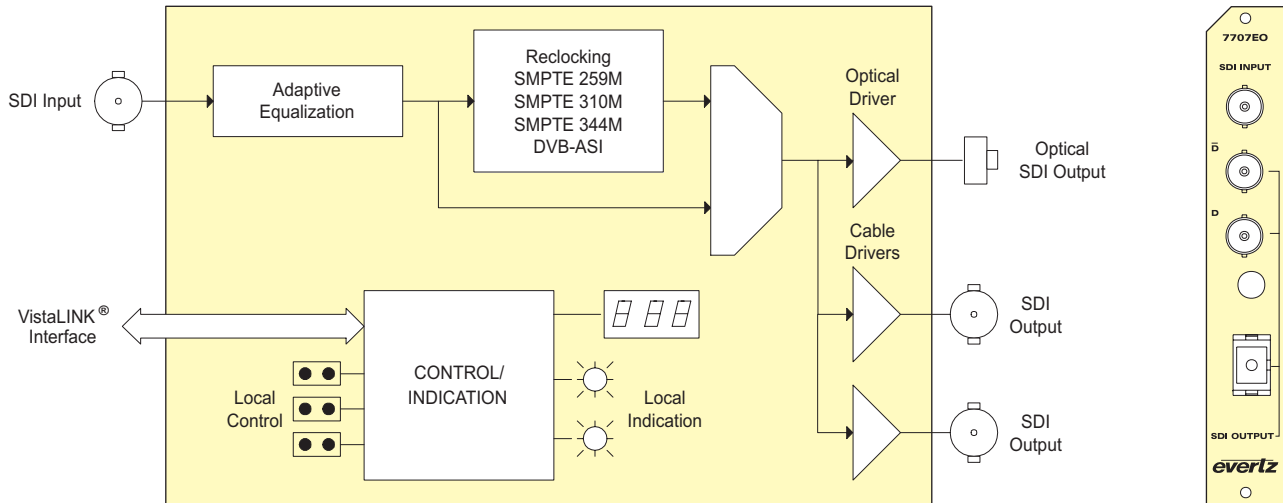 SDI Input
Adaptive
Equalization
Reclocking
SMPTE 259M
SMPTE 310M
SMPTE 344M
DVB-ASI
Optical
Driver
Optical
SDI Output
Cable
Drivers
SDI
Output
SDI
Output
VistaLINK®
Interface
Local
Control
CONTROL/
INDICATION
Local
Indication
7707EO
SDI INPUT
D̅
D
SDI OUTPUT
evertz